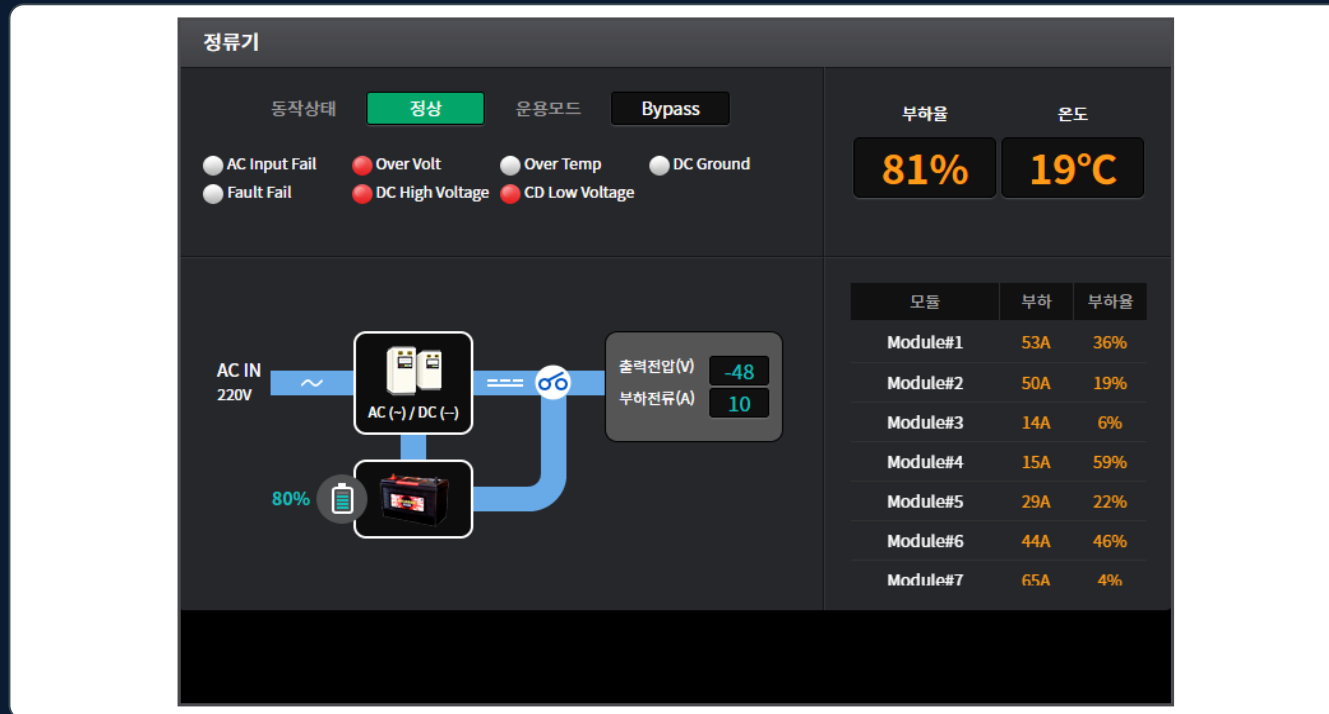 정류기
동작상태 정상 운용모드 Bypass
AC Input Fail Over Volt Over Temp DC Ground
Fault Fail DC High Voltage CD Low Voltage
부하율 온도
81% 19°C
AC IN
220V
AC (~) / DC (--)
출력전압(V) -48
부하전류(A) 10
80%
모듈 부하 부하율
Module#1 53A 36%
Module#2 50A 19%
Module#3 14A 6%
Module#4 15A 59%
Module#5 29A 22%
Module#6 44A 46%
Module#7 65A 4%